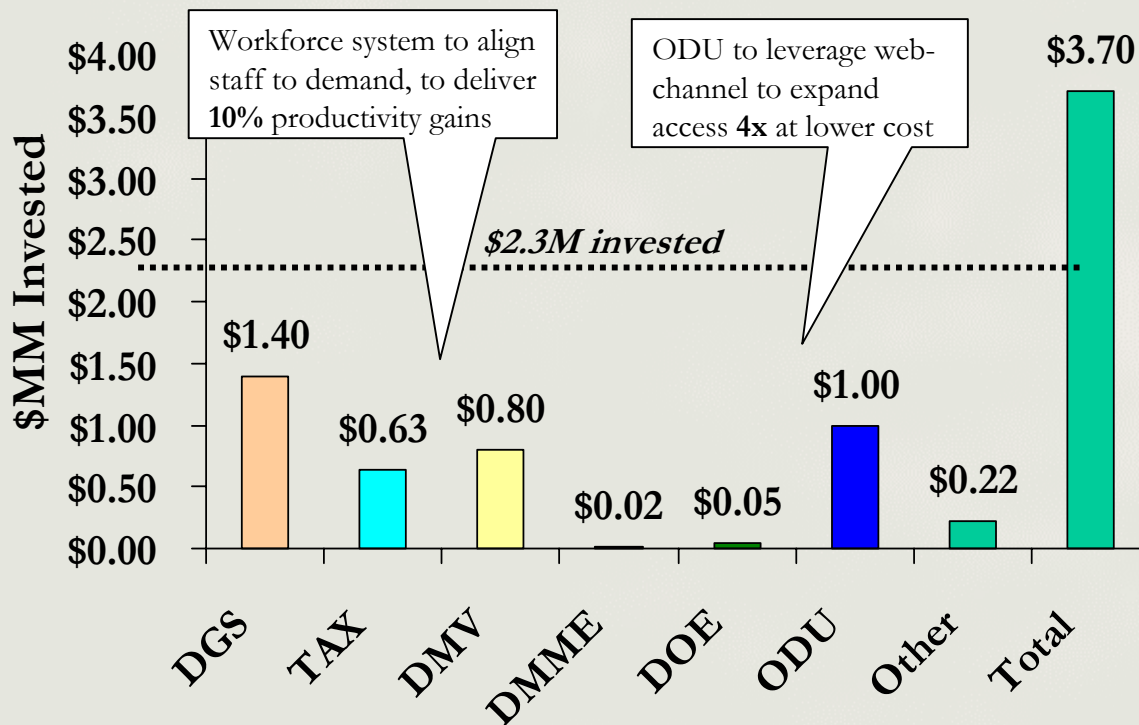 Workforce system to align
staff to demand, to deliver
10% productivity gains
ODU to leverage web-
channel to expand
access 4x at lower cost
$MM Invested
$4.00
$3.50
$3.00
$2.50
$2.00
$1.50
$1.00
$0.50
$0.00
$2.3M invested
$1.40
$0.63
$0.80
$0.02
$0.05
$1.00
$0.22
$3.70
DGS
TAX
DMV
DMME
DOE
ODU
Other
Total